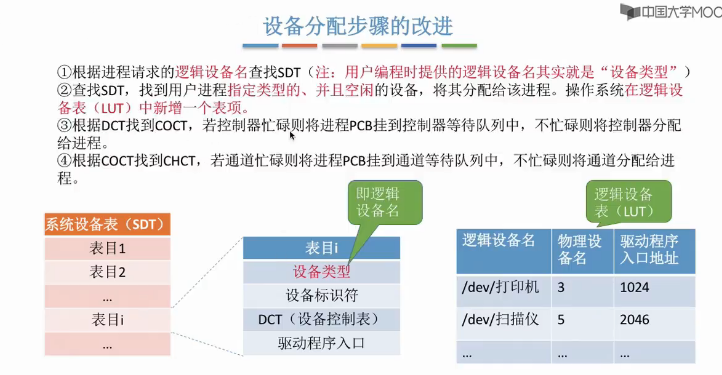 中国大学MOO
设备分配步骤的改进
①根据进程请求的逻辑设备名查找SDT（注：用户编程时提供的逻辑设备名其实就是“设备类型”）
②查找SDT，找到用户进程指定类型的、并且空闲的设备，将其分配给该进程。操作系统在逻辑设
备表（LUT）中新增一个表项。
③根据DCT找到COCT，若控制器忙碌则将进程PCB挂到控制器等待队列中，不忙碌则将控制器分配
给进程。
④根据COCT找到CHCT，若通道忙碌则将进程PCB挂到通道等待队列中，不忙碌则将通道分配给进
程。
即逻辑
设备名
逻辑设备
表（LUT）
系统设备表（SDT）
表目1
表目2
...
表目i
...
表目i
设备类型
设备标识符
DCT（设备控制表）
驱动程序入口
逻辑设备名 物理设备名 驱动程序入口地址
/dev/打印机 3 1024
/dev/扫描仪 5 2046
... ... ...